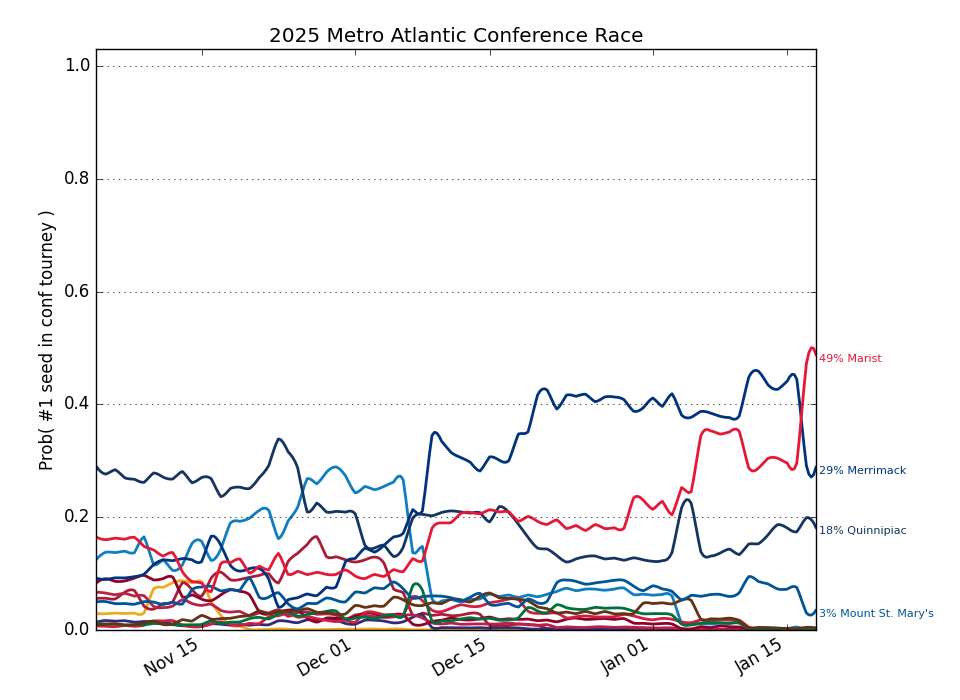 2025 Metro Atlantic Conference Race
Prob( #1 seed in conf tourney )
1.0
0.8
0.6
0.4
0.2
0.0
49% Marist
29% Merrimack
18% Quinnipiac
3% Mount St. Mary's
Nov 15
Dec 01
Dec 15
Jan 01
Jan 15